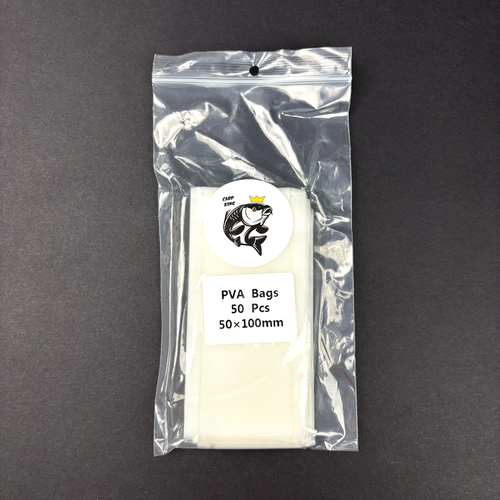 CARP
KING
PVA Bags
50 Pcs
50×100mm